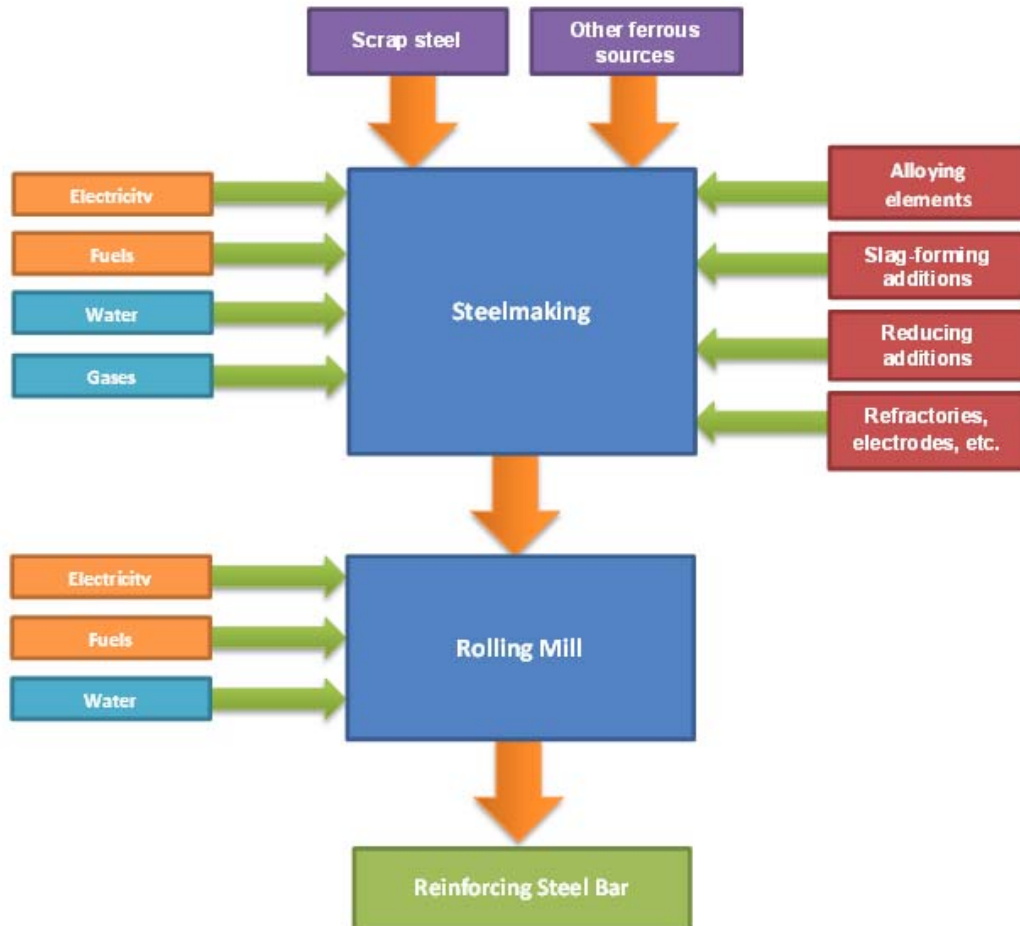 Scrap steel
Other ferrous
sources
Electricity
Fuels
Water
Gases
Steelmaking
Alloying
elements
Slag-forming
additions
Reducing
additions
Refractories,
electrodes, etc.
Electricity
Fuels
Water
Rolling Mill
Reinforcing Steel Bar